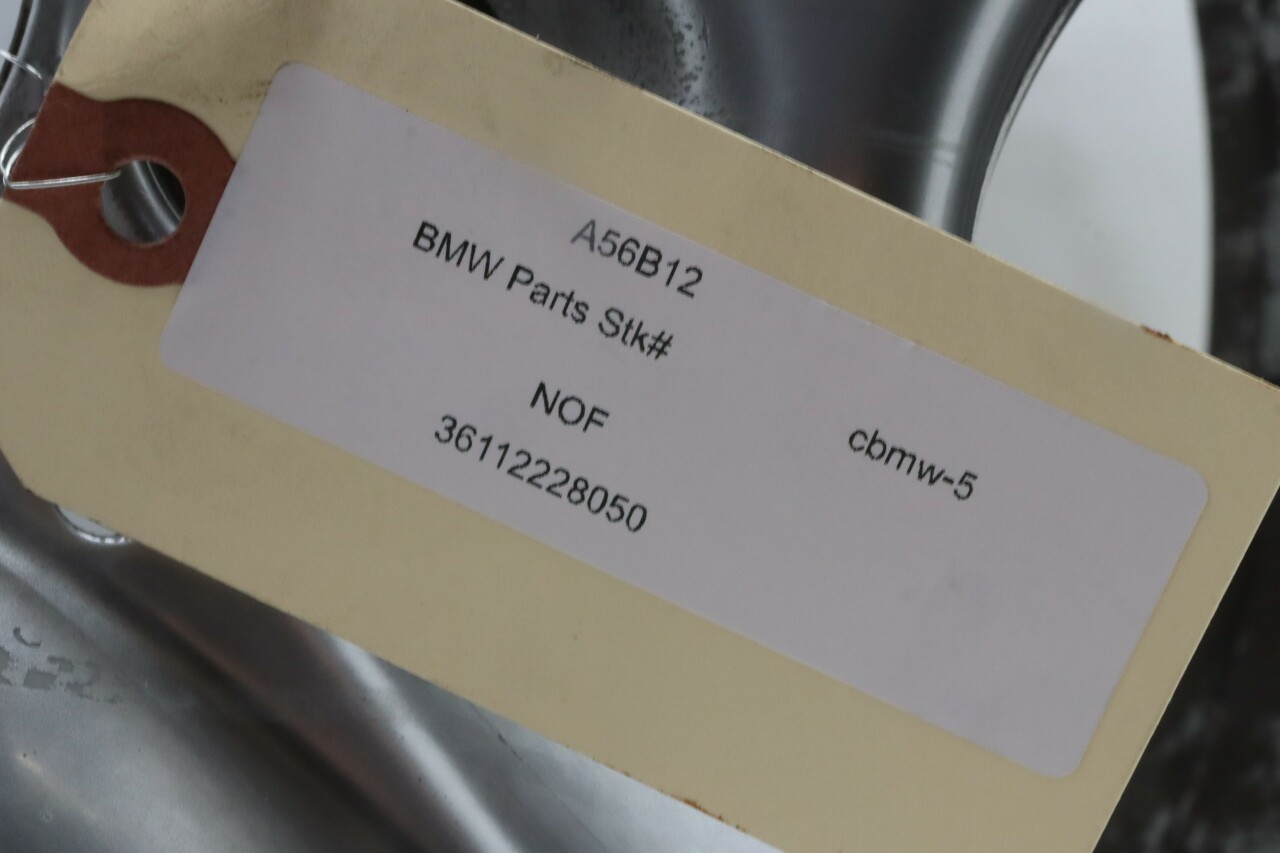 A56B12
BMW Parts Stk#
NOF
cbmw-5
36112228050